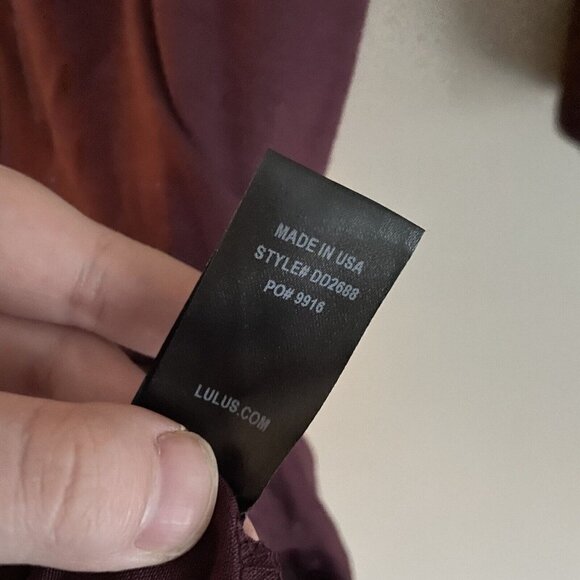 MADE IN USA
STYLE# DD2688
PO# 9916
LULUS.COM